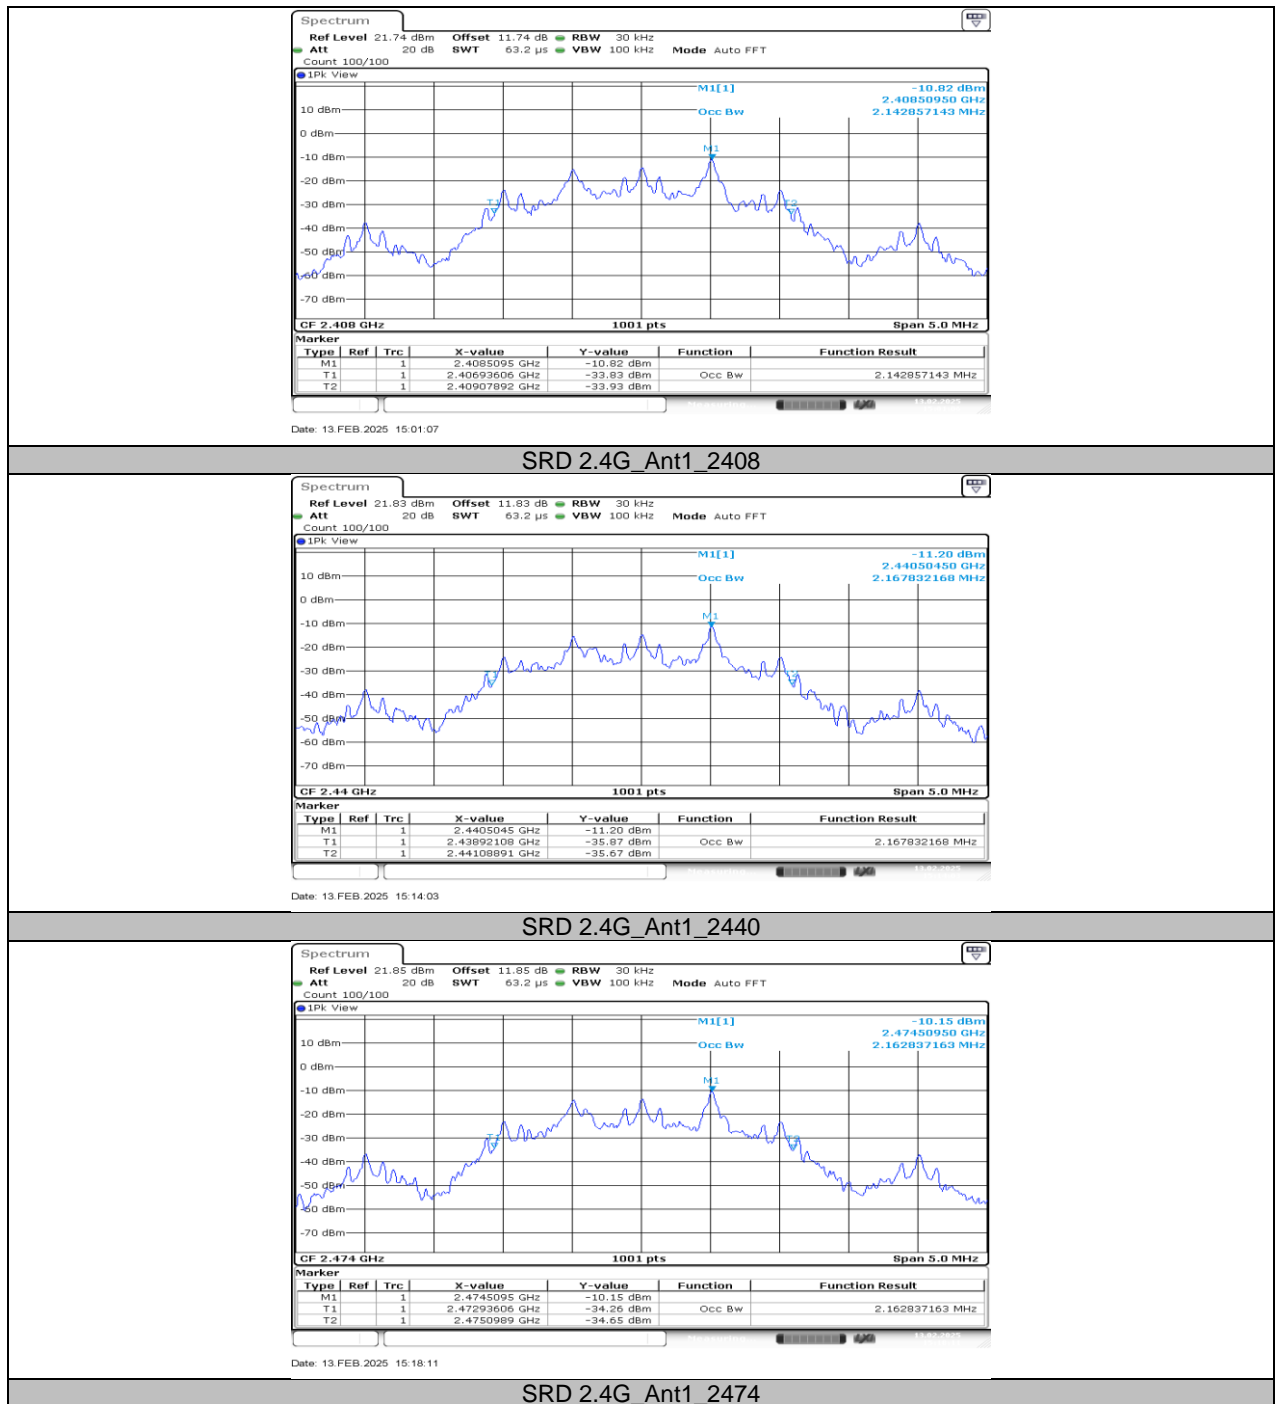 Spectrum
Ref Level 21.74 dBm Offset 11.74 dB RBW 30 kHz
Att 20 dB SWT 63.2 µs VBW 100 kHz Mode Auto FFT
Count 100/100
1Pk View
M1[1] -10.82 dBm
2.40850950 GHz
10 dBm Occ Bw 2.142857143 MHz
0 dBm
M1
-10 dBm
-20 dBm
T1 T2
-30 dBm
-40 dBm
-50 dBm
-60 dBm
-70 dBm
CF 2.408 GHz 1001 pts Span 5.0 MHz
Marker
Type Ref Trc X-value Y-value Function Function Result
M1 1 2.4085095 GHz -10.82 dBm
T1 1 2.40693606 GHz -33.83 dBm Occ Bw 2.142857143 MHz
T2 1 2.40907892 GHz -33.93 dBm
Date: 13.FEB.2025 15:01:07
SRD 2.4G_Ant1_2408
Spectrum
Ref Level 21.83 dBm Offset 11.83 dB RBW 30 kHz
Att 20 dB SWT 63.2 µs VBW 100 kHz Mode Auto FFT
Count 100/100
1Pk View
M1[1] -11.20 dBm
2.44050450 GHz
10 dBm Occ Bw 2.167832168 MHz
0 dBm
M1
-10 dBm
-20 dBm
-30 dBm
T1 T2
-40 dBm
-50 dBm
-60 dBm
-70 dBm
CF 2.44 GHz 1001 pts Span 5.0 MHz
Marker
Type Ref Trc X-value Y-value Function Function Result
M1 1 2.4405045 GHz -11.20 dBm
T1 1 2.43892108 GHz -35.87 dBm Occ Bw 2.167832168 MHz
T2 1 2.44108891 GHz -35.67 dBm
Date: 13.FEB.2025 15:14:03
SRD 2.4G_Ant1_2440
Spectrum
Ref Level 21.85 dBm Offset 11.85 dB RBW 30 kHz
Att 20 dB SWT 63.2 µs VBW 100 kHz Mode Auto FFT
Count 100/100
1Pk View
M1[1] -10.15 dBm
2.47450950 GHz
10 dBm Occ Bw 2.162837163 MHz
0 dBm
M1
-10 dBm
-20 dBm
-30 dBm
T1 T2
-40 dBm
-50 dBm
-60 dBm
-70 dBm
CF 2.474 GHz 1001 pts Span 5.0 MHz
Marker
Type Ref Trc X-value Y-value Function Function Result
M1 1 2.4745095 GHz -10.15 dBm
T1 1 2.47293606 GHz -34.26 dBm Occ Bw 2.162837163 MHz
T2 1 2.4750989 GHz -34.65 dBm
Date: 13.FEB.2025 15:18:11
SRD 2.4G_Ant1_2474